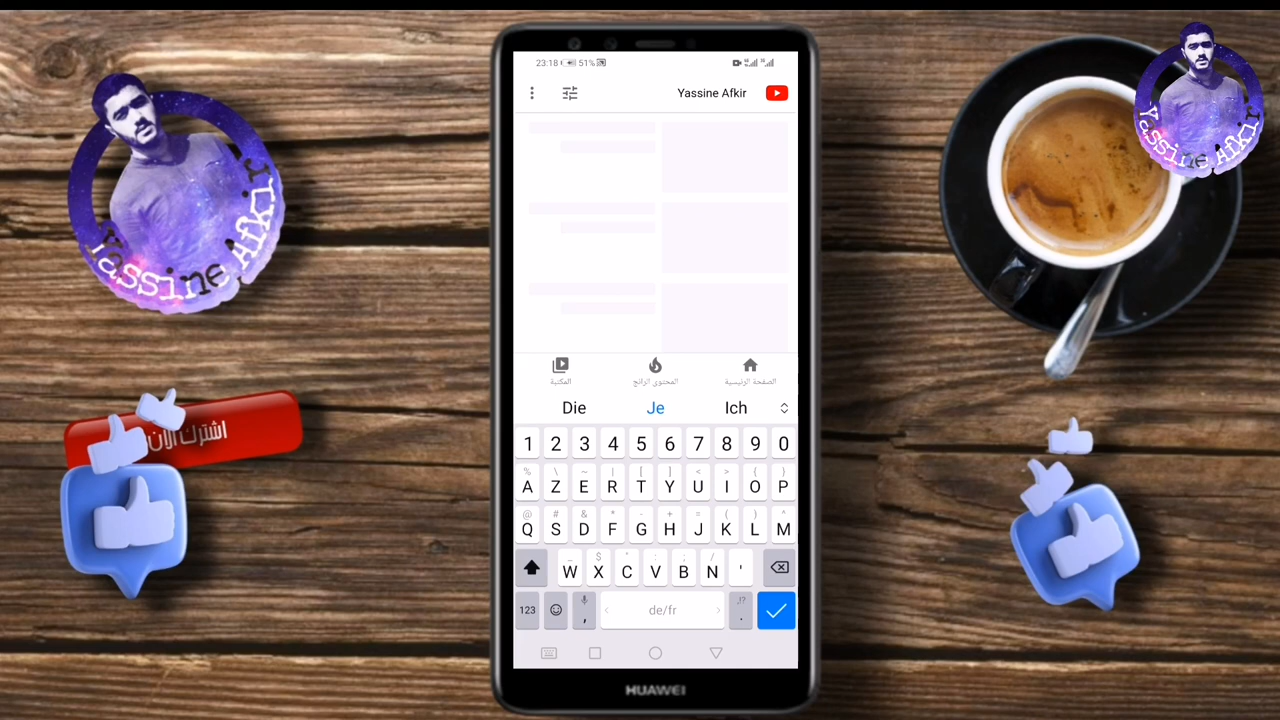 Yassine Afkir
Yassine Afkir
23:18 51%
Yassine Afkir
المكتبة
المحتوى الرائج
الصفحة الرئيسية
اشترك الآن
Die Je Ich
1 2 3 4 5 6 7 8 9 0
% \ ~ | [ ] < > { }
A Z E R T Y U I O P
@ # & * - + = ( ) ^
Q S D F G H J K L M
_ $ " : ; /
W X C V B N '
123 , de/fr ,!? .
HUAWEI